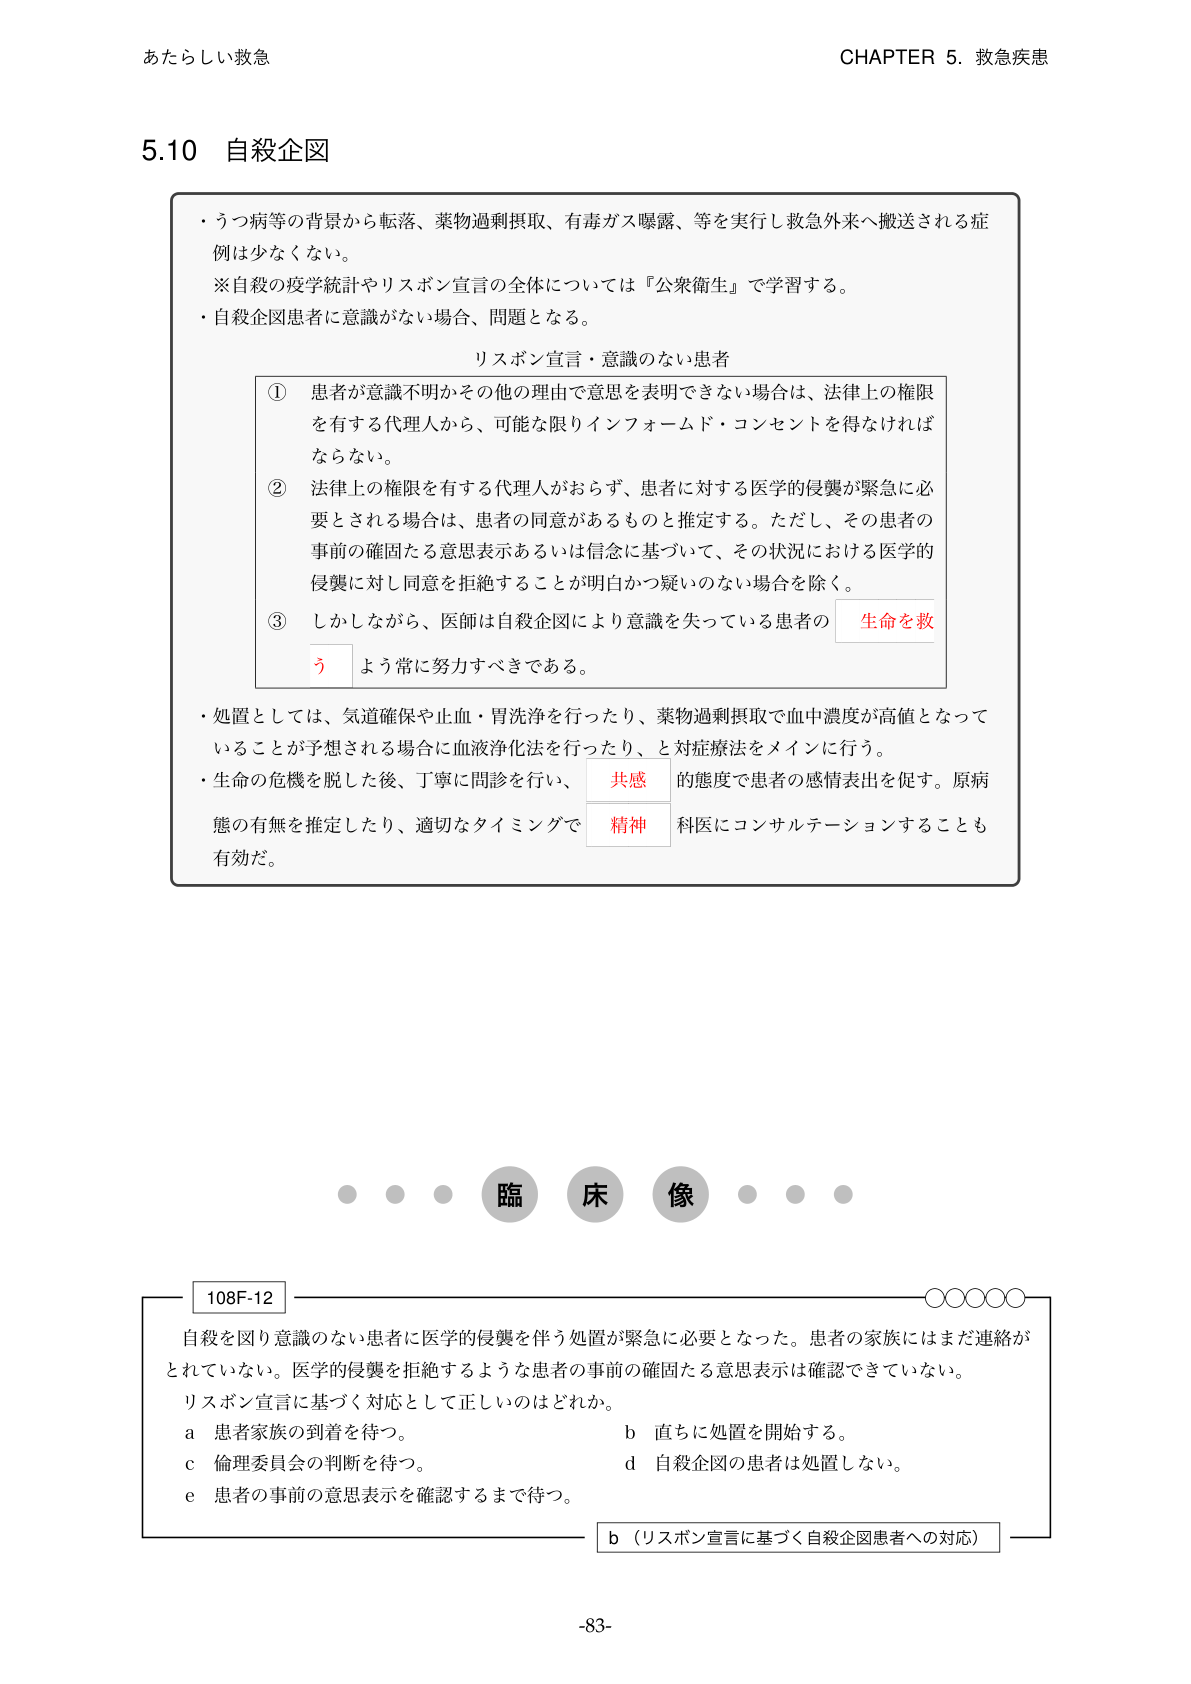 あたらしい救急
CHAPTER 5. 救急疾患
5.10 自殺企図
・うつ病等の背景から転落、薬物過剰摂取、有毒ガス曝露、等を実行し救急外来へ搬送される症
例は少なくない。
※自殺の疫学統計やリスボン宣言の全体については『公衆衛生』で学習する。
・自殺企図患者に意識がない場合、問題となる。
リスボン宣言・意識のない患者
① 患者が意識不明かその他の理由で意思を表明できない場合は、法律上の権限
を有する代理人から、可能な限りインフォームド・コンセントを得なければ
ならない。
② 法律上の権限を有する代理人がおらず、患者に対する医学的侵襲が緊急に必
要とされる場合は、患者の同意があるものと推定する。ただし、その患者の
事前の確固たる意思表示あるいは信念に基づいて、その状況における医学的
侵襲に対し同意を拒絶することが明白かつ疑いのない場合を除く。
③ しかしながら、医師は自殺企図により意識を失っている患者の 生命を救
う よう常に努力すべきである。
・処置としては、気道確保や止血・胃洗浄を行ったり、薬物過剰摂取で血中濃度が高値となって
いることが予想される場合に血液浄化法を行ったり、と対症療法をメインに行う。
・生命の危機を脱した後、丁寧に問診を行い、 共感 的態度で患者の感情表出を促す。原病
態の有無を推定したり、適切なタイミングで 精神 科医にコンサルテーションすることも
有効だ。
臨 床 像
108F-12
自殺を図り意識のない患者に医学的侵襲を伴う処置が緊急に必要となった。患者の家族にはまだ連絡が
とれていない。医学的侵襲を拒絶するような患者の事前の確固たる意思表示は確認できていない。
リスボン宣言に基づく対応として正しいのはどれか。
a 患者家族の到着を待つ。 b 直ちに処置を開始する。
c 倫理委員会の判断を待つ。 d 自殺企図の患者は処置しない。
e 患者の事前の意思表示を確認するまで待つ。
b （リスボン宣言に基づく自殺企図患者への対応）
-83-